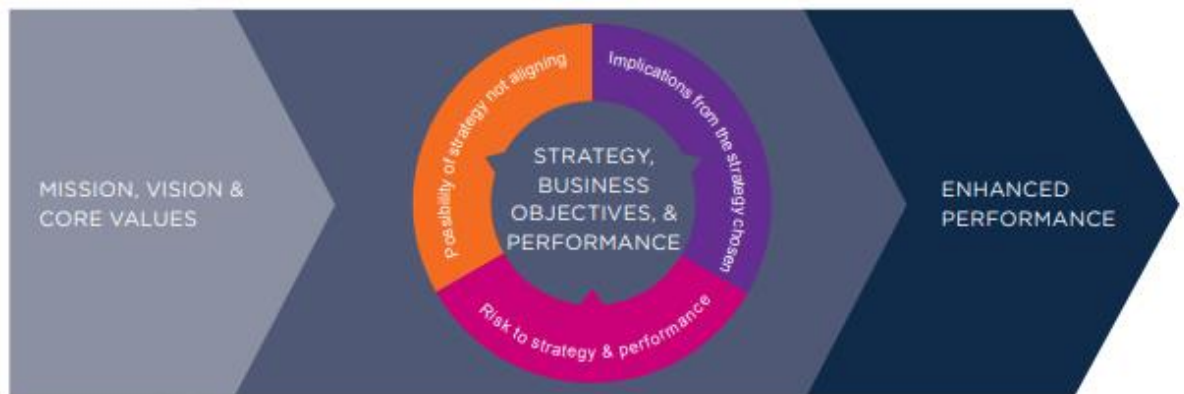 MISSION, VISION &
CORE VALUES
Possibility of strategy not aligning
Implications from the strategy chosen
Risk to strategy & performance
STRATEGY,
BUSINESS
OBJECTIVES, &
PERFORMANCE
ENHANCED
PERFORMANCE